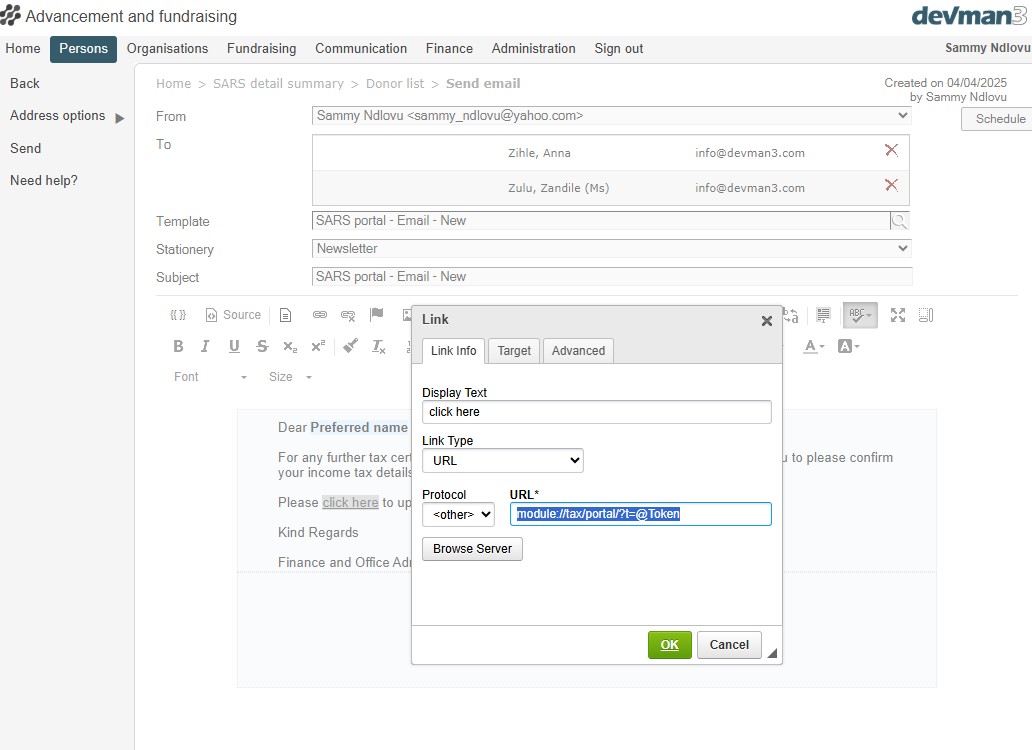 Advancement and fundraising
devman3
Home Persons Organisations Fundraising Communication Finance Administration Sign out
Sammy Ndlovu
Back
Address options
Send
Need help?
Home > SARS detail summary > Donor list > Send email
Created on 04/04/2025
by Sammy Ndlovu
Schedule
From Sammy Ndlovu <sammy_ndlovu@yahoo.com>
To
Zihle, Anna info@devman3.com
Zulu, Zandile (Ms) info@devman3.com
Template SARS portal - Email - New
Stationery Newsletter
Subject SARS portal - Email - New
Source
ABC
B I U S x₂ x² Tx A A
Font Size
Link
Link Info Target Advanced
Display Text
click here
Link Type
URL
Protocol URL*
<other> module://tax/portal/?t=@Token
Browse Server
OK Cancel
Dear Preferred name
For any further tax cert u to please confirm
your income tax details
Please click here to up
Kind Regards
Finance and Office Adr